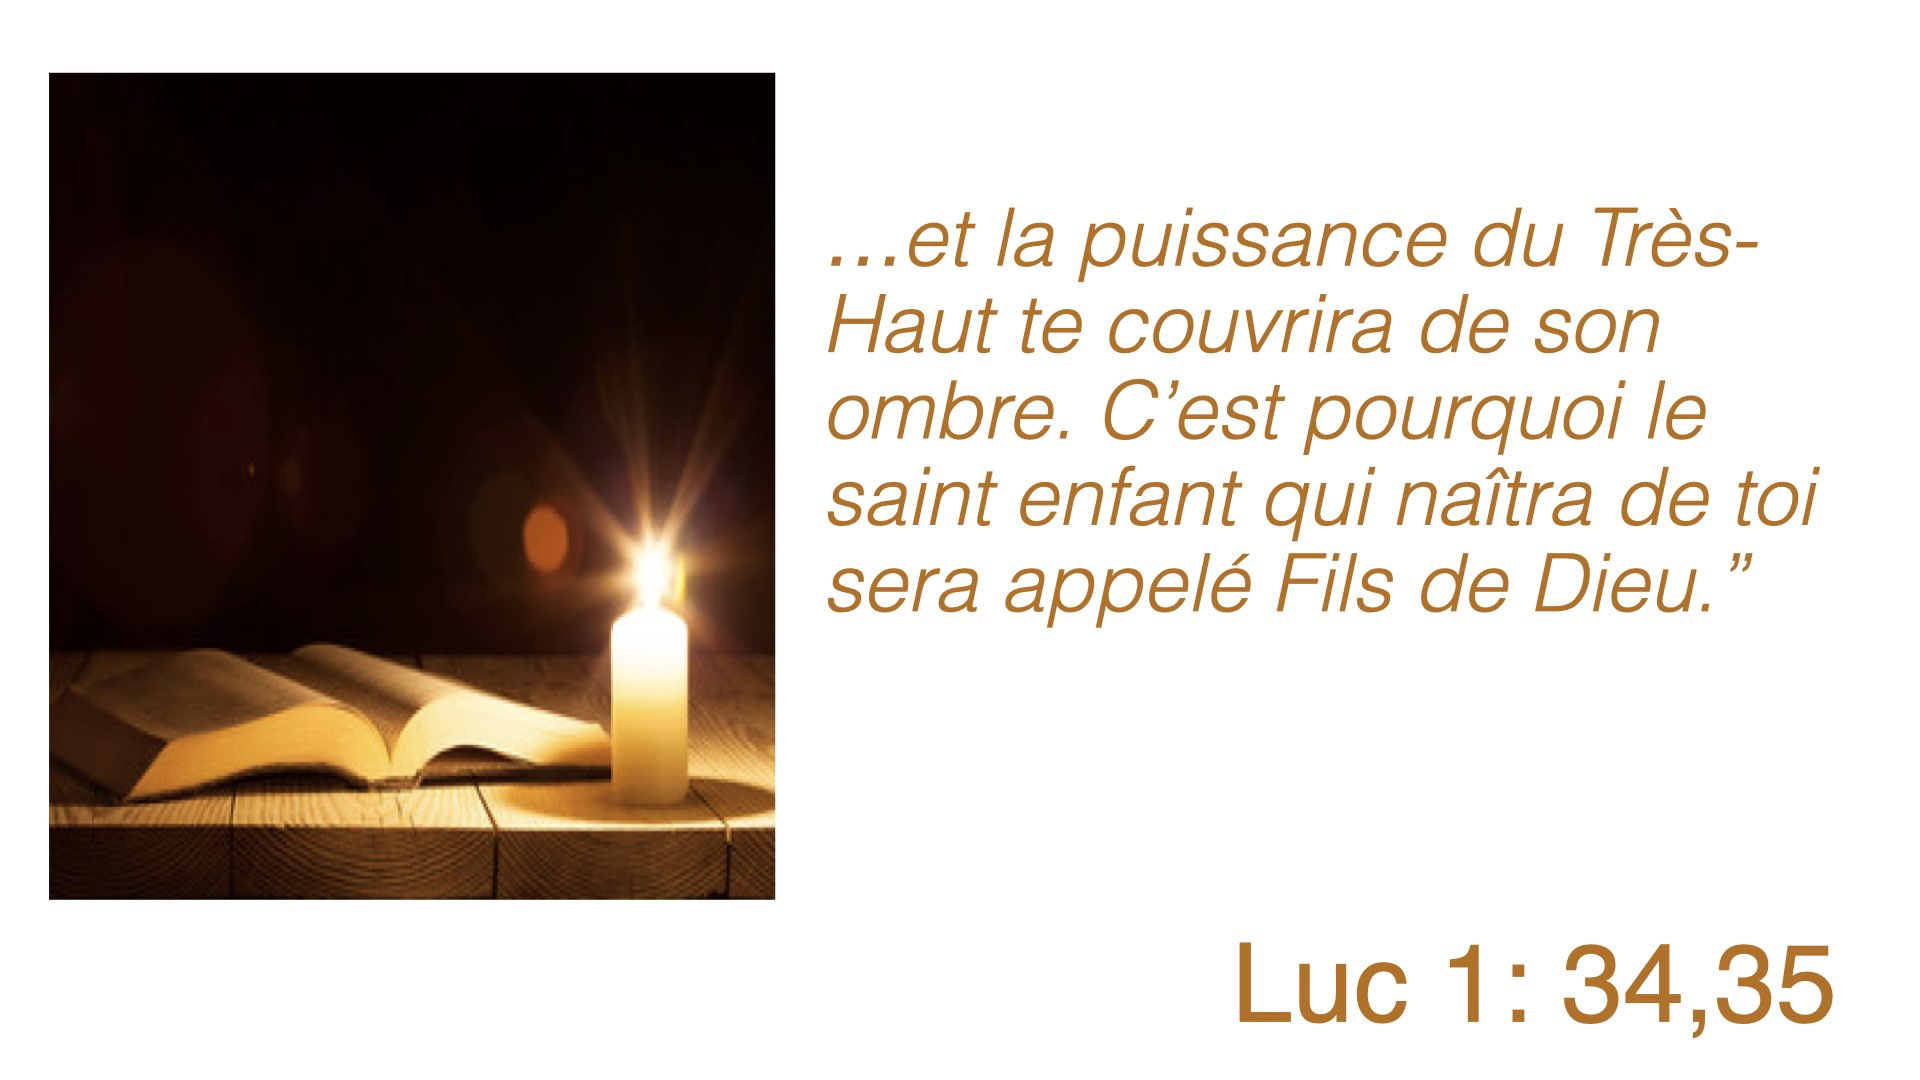 …et la puissance du Très-
Haut te couvrira de son
ombre. C’est pourquoi le
saint enfant qui naîtra de toi
sera appelé Fils de Dieu.”
Luc 1: 34,35